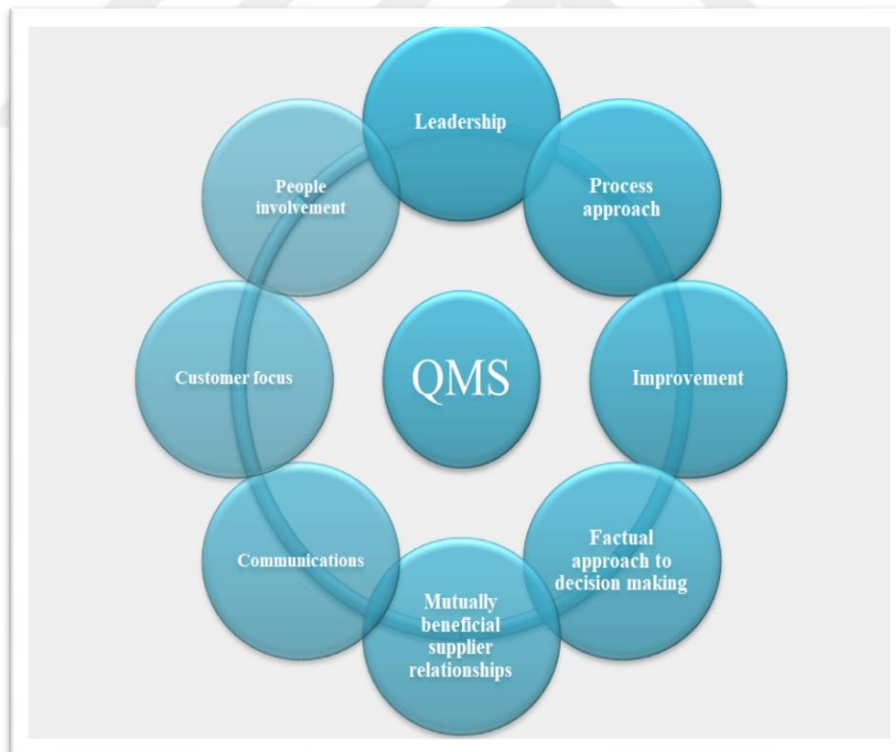 Leadership
Process
approach
Improvement
Factual
approach to
decision making
Mutually
beneficial
supplier
relationships
Communications
Customer focus
People
involvement
QMS